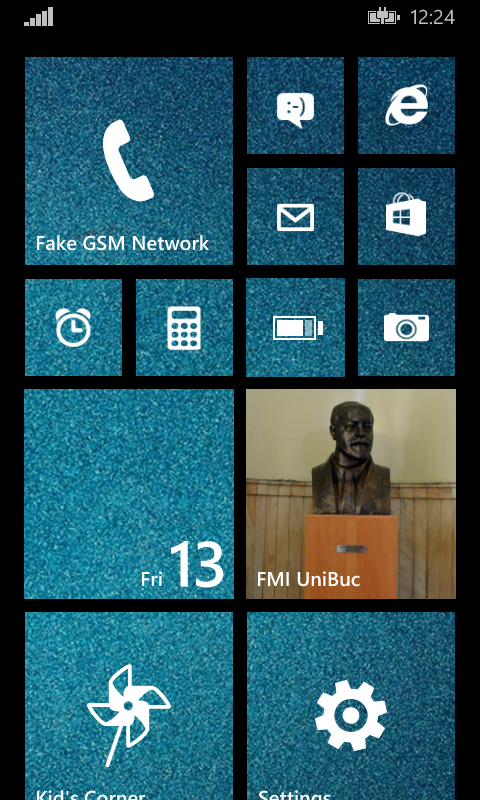 12:24
:-)
Fake GSM Network
Fri 13
FMI UniBuc
Kid's Corner
Settings